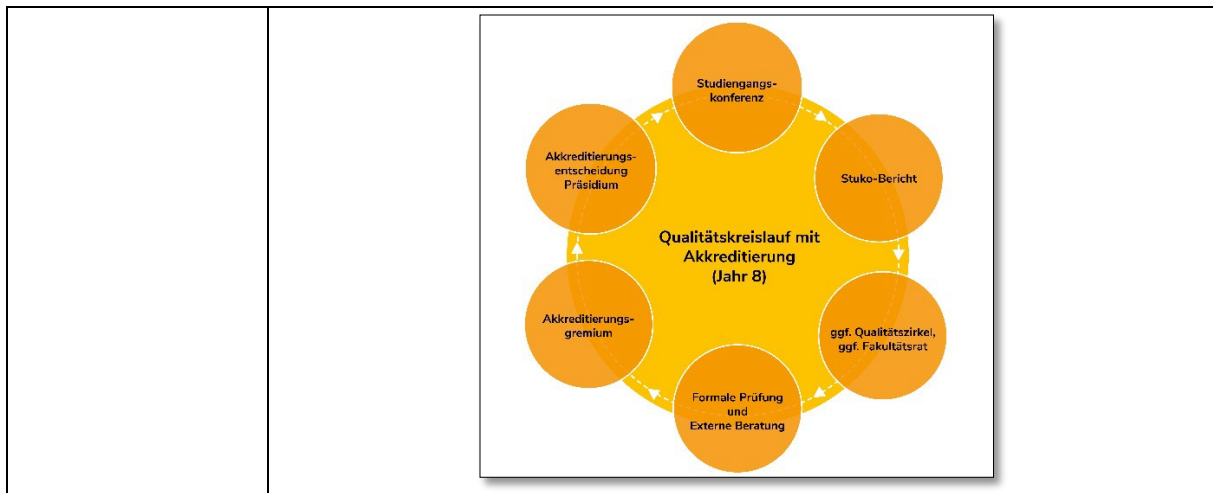 Studiengangs-
konferenz
Stuko-Bericht
ggf. Qualitätszirkel,
ggf. Fakultätsrat
Formale Prüfung
und
Externe Beratung
Akkreditierungs-
gremium
Akkreditierungs-
entscheidung
Präsidium
Qualitätskreislauf mit
Akkreditierung
(Jahr 8)